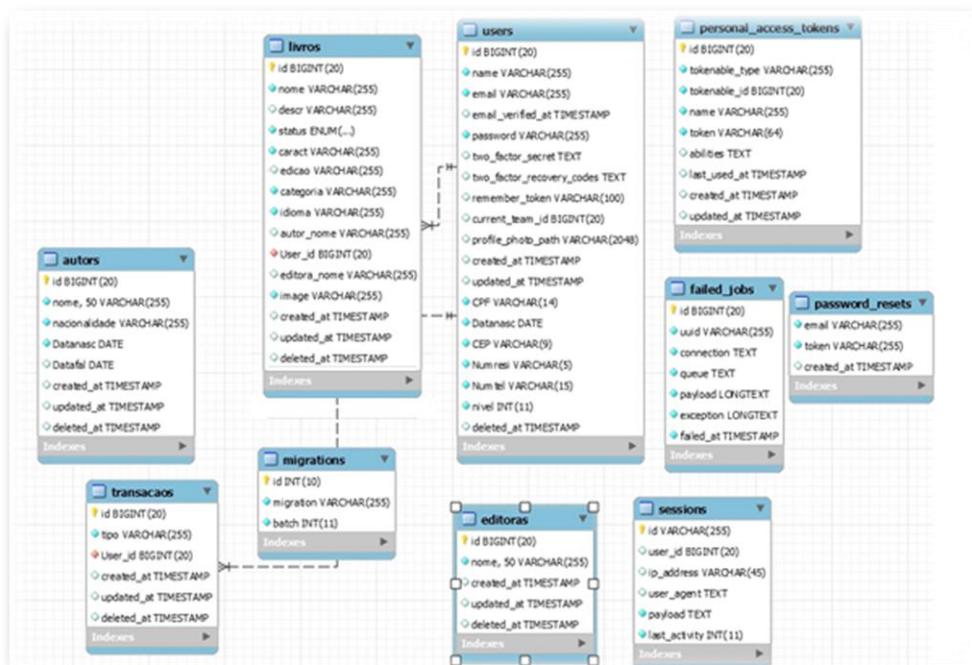 livros
id BIGINT(20)
nome VARCHAR(255)
descr VARCHAR(255)
status ENUM(...)
caract VARCHAR(255)
edicao VARCHAR(255)
categoria VARCHAR(255)
idioma VARCHAR(255)
autor_nome VARCHAR(255)
User_id BIGINT(20)
editora_nome VARCHAR(255)
image VARCHAR(255)
created_at TIMESTAMP
updated_at TIMESTAMP
deleted_at TIMESTAMP
Indexes
users
id BIGINT(20)
name VARCHAR(255)
email VARCHAR(255)
email_verified_at TIMESTAMP
password VARCHAR(255)
two_factor_secret TEXT
two_factor_recovery_codes TEXT
remember_token VARCHAR(100)
current_team_id BIGINT(20)
profile_photo_path VARCHAR(2048)
created_at TIMESTAMP
updated_at TIMESTAMP
CPF VARCHAR(14)
Datanasc DATE
CEP VARCHAR(9)
Numresi VARCHAR(5)
Numtel VARCHAR(15)
nivel INT(11)
deleted_at TIMESTAMP
Indexes
personal_access_tokens
id BIGINT(20)
tokenable_type VARCHAR(255)
tokenable_id BIGINT(20)
name VARCHAR(255)
token VARCHAR(64)
abilities TEXT
last_used_at TIMESTAMP
created_at TIMESTAMP
updated_at TIMESTAMP
Indexes
autors
id BIGINT(20)
nome, 50 VARCHAR(255)
nacionalidade VARCHAR(255)
Datanasc DATE
Datafal DATE
created_at TIMESTAMP
updated_at TIMESTAMP
deleted_at TIMESTAMP
Indexes
failed_jobs
id BIGINT(20)
uuid VARCHAR(255)
connection TEXT
queue TEXT
payload LONGTEXT
exception LONGTEXT
failed_at TIMESTAMP
Indexes
password_resets
email VARCHAR(255)
token VARCHAR(255)
created_at TIMESTAMP
Indexes
migrations
id INT(10)
migration VARCHAR(255)
batch INT(11)
Indexes
transacaos
id BIGINT(20)
tipo VARCHAR(255)
User_id BIGINT(20)
created_at TIMESTAMP
updated_at TIMESTAMP
deleted_at TIMESTAMP
Indexes
editoras
id BIGINT(20)
nome, 50 VARCHAR(255)
created_at TIMESTAMP
updated_at TIMESTAMP
deleted_at TIMESTAMP
Indexes
sessions
id VARCHAR(255)
user_id BIGINT(20)
ip_address VARCHAR(45)
user_agent TEXT
payload TEXT
last_activity INT(11)
Indexes